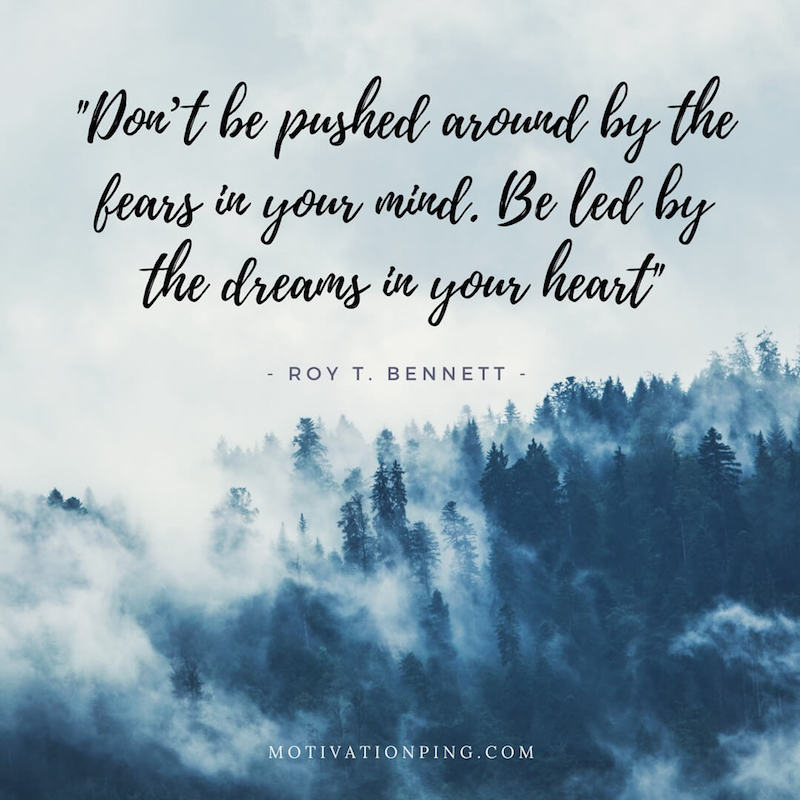 "Don't be pushed around by the
fears in your mind. Be led by
the dreams in your heart"
- ROY T. BENNETT -
MOTIVATIONPING.COM